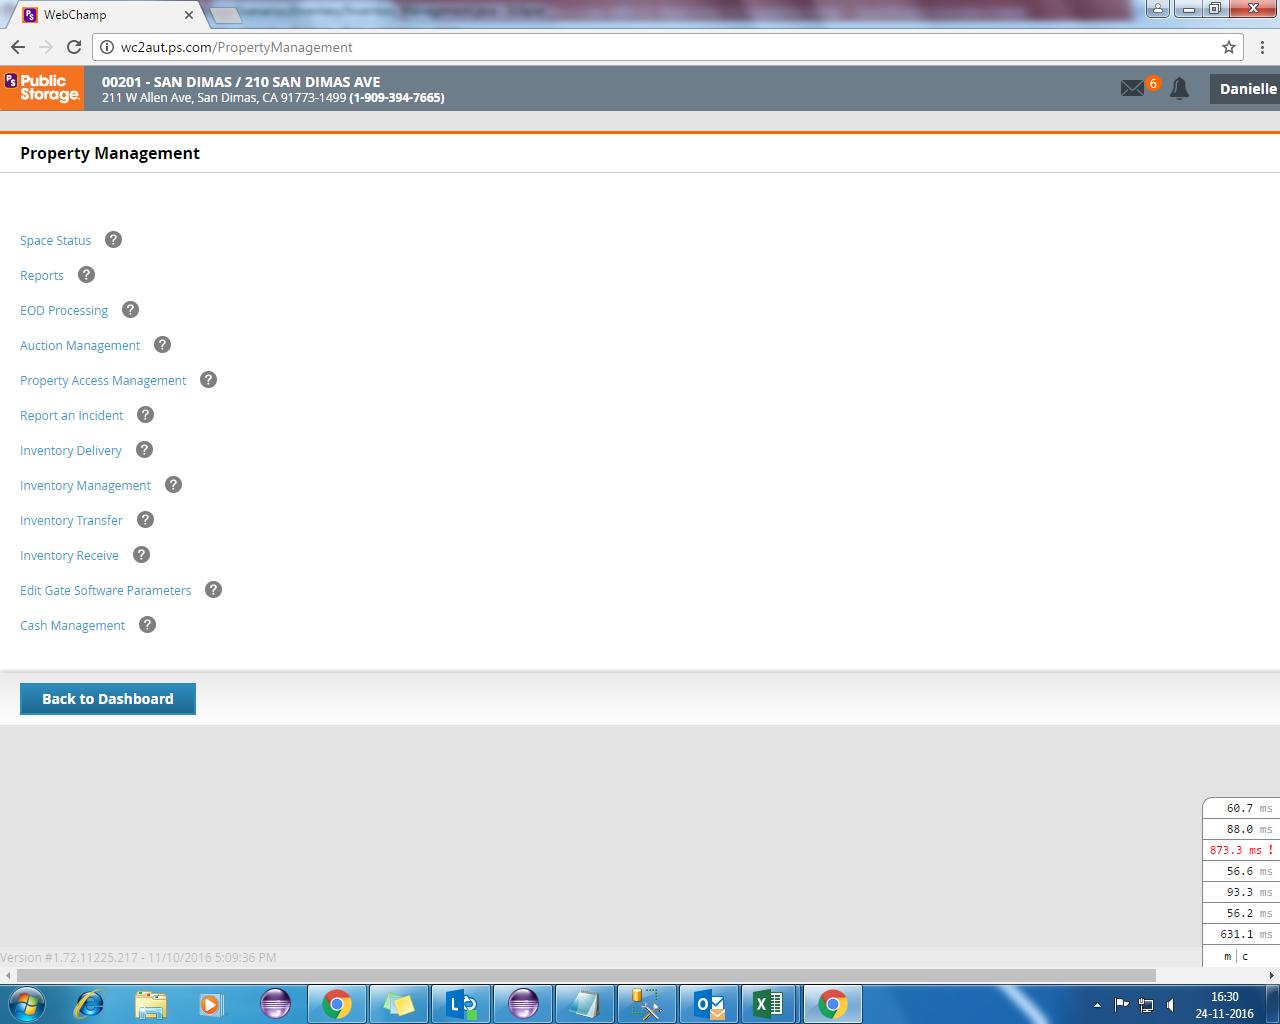 WebChamp
wc2aut.ps.com/PropertyManagement
PS Public Storage.
00201 - SAN DIMAS / 210 SAN DIMAS AVE
211 W Allen Ave, San Dimas, CA 91773-1499 (1-909-394-7665)
6
Danielle
Property Management
Space Status ?
Reports ?
EOD Processing ?
Auction Management ?
Property Access Management ?
Report an Incident ?
Inventory Delivery ?
Inventory Management ?
Inventory Transfer ?
Inventory Receive ?
Edit Gate Software Parameters ?
Cash Management ?
Back to Dashboard
60.7 ms
88.0 ms
873.3 ms !
56.6 ms
93.3 ms
56.2 ms
631.1 ms
m | c
Version #1.72.11225.217 - 11/10/2016 5:09:36 PM
16:30
24-11-2016